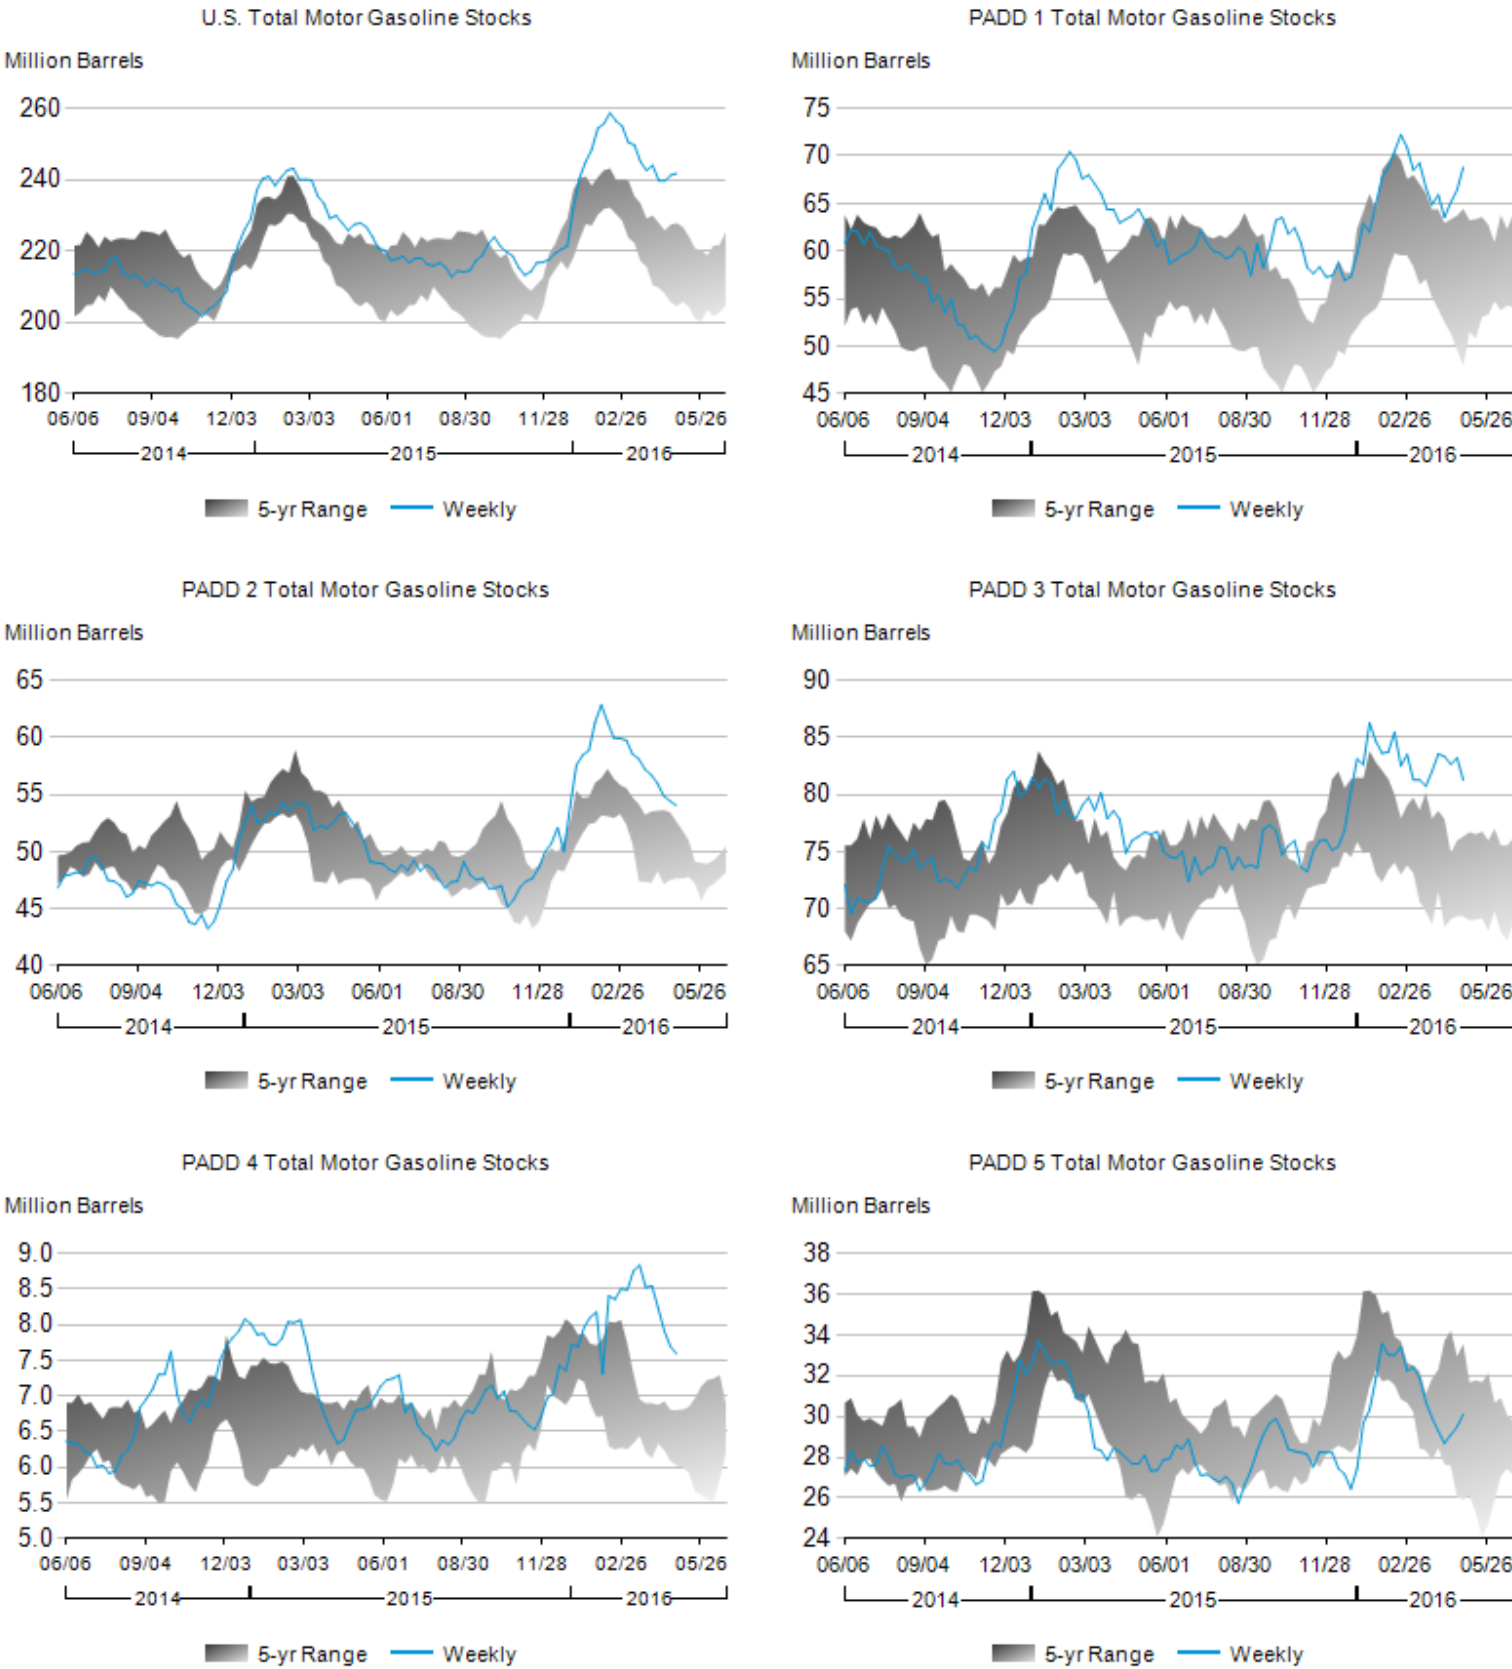 U.S. Total Motor Gasoline Stocks
Million Barrels
260
240
220
200
180
06/06 09/04 12/03 03/03 06/01 08/30 11/28 02/26 05/26
2014 2015 2016
5-yr Range Weekly
PADD 1 Total Motor Gasoline Stocks
Million Barrels
75
70
65
60
55
50
45
06/06 09/04 12/03 03/03 06/01 08/30 11/28 02/26 05/26
2014 2015 2016
5-yr Range Weekly
PADD 2 Total Motor Gasoline Stocks
Million Barrels
65
60
55
50
45
40
06/06 09/04 12/03 03/03 06/01 08/30 11/28 02/26 05/26
2014 2015 2016
5-yr Range Weekly
PADD 3 Total Motor Gasoline Stocks
Million Barrels
90
85
80
75
70
65
06/06 09/04 12/03 03/03 06/01 08/30 11/28 02/26 05/26
2014 2015 2016
5-yr Range Weekly
PADD 4 Total Motor Gasoline Stocks
Million Barrels
9.0
8.5
8.0
7.5
7.0
6.5
6.0
5.5
5.0
06/06 09/04 12/03 03/03 06/01 08/30 11/28 02/26 05/26
2014 2015 2016
5-yr Range Weekly
PADD 5 Total Motor Gasoline Stocks
Million Barrels
38
36
34
32
30
28
26
24
06/06 09/04 12/03 03/03 06/01 08/30 11/28 02/26 05/26
2014 2015 2016
5-yr Range Weekly